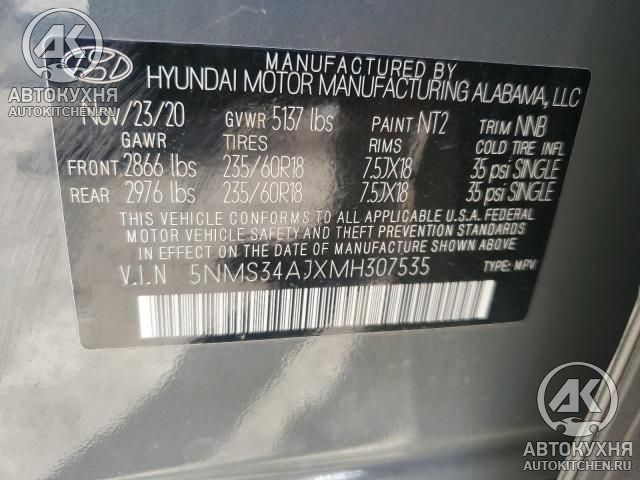 MANUFACTURED BY
HYUNDAI MOTOR MANUFACTURING ALABAMA, LLC
NOV/23/20 GVWR 5137 lbs PAINT NT2 TRIM NNB
GAWR TIRES RIMS COLD TIRE INFL
FRONT 2866 lbs 235/60R18 7.5JX18 35 psi SINGLE
REAR 2976 lbs 235/60R18 7.5JX18 35 psi SINGLE
THIS VEHICLE CONFORMS TO ALL APPLICABLE U.S.A. FEDERAL
MOTOR VEHICLE SAFETY AND THEFT PREVENTION STANDARDS
IN EFFECT ON THE DATE OF MANUFACTURE SHOWN ABOVE.
V.I.N 5NMS34AJXMH307535 TYPE: MPV
АВТОКУХНЯ
AUTOKITCHEN.RU
АК
АВТОКУХНЯ
AUTOKITCHEN.RU